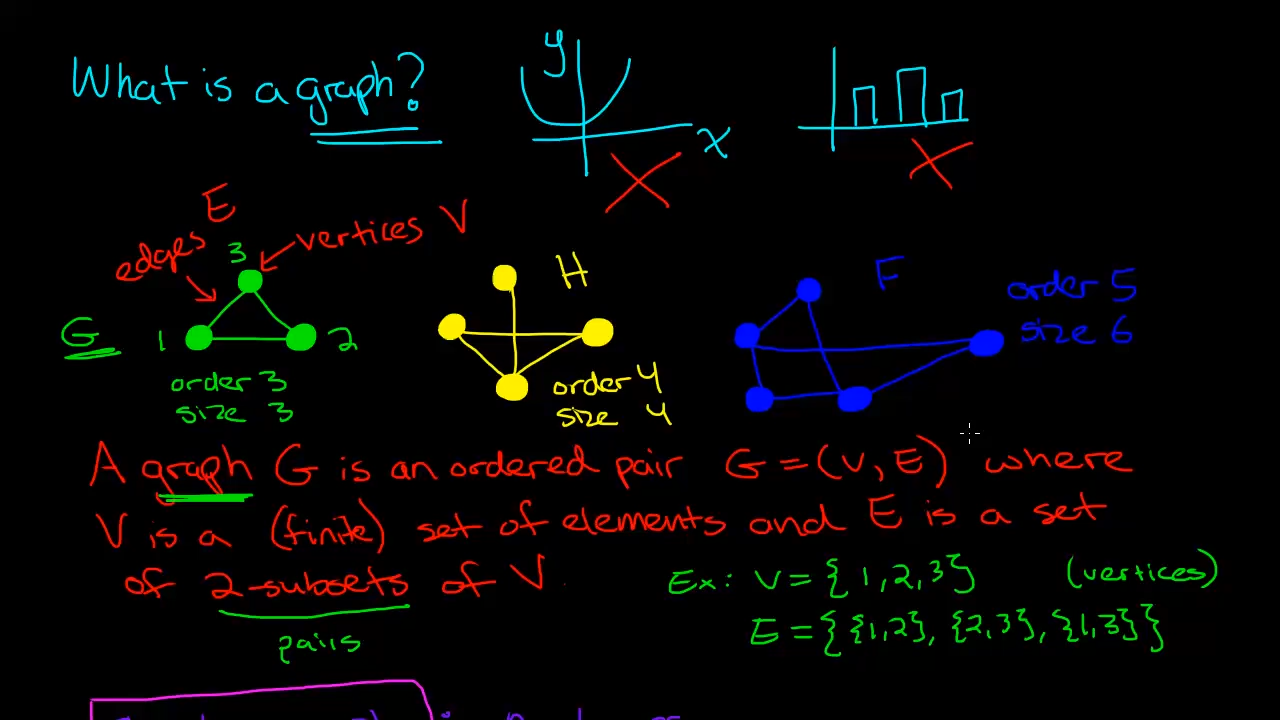 What is a graph?
y
x
E
edges
vertices V
3
G
1
2
order 3
size 3
H
order 4
size 4
F
order 5
size 6
A graph G is an ordered pair G = (V, E) where
V is a (finite) set of elements and E is a set
of 2-subsets of V.
pairs
Ex: V = {1,2,3} (vertices)
E = {{1,2}, {2,3}, {1,3}}